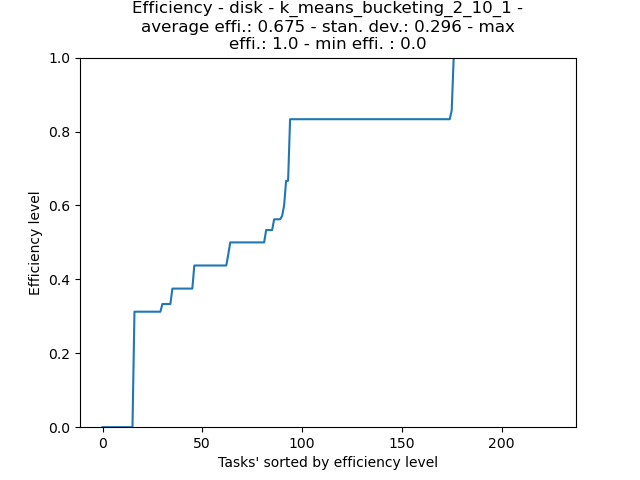 Efficiency - disk - k_means_bucketing_2_10_1 -
average effi.: 0.675 - stan. dev.: 0.296 - max
effi.: 1.0 - min effi. : 0.0
1.0
0.8
0.6
0.4
0.2
0.0
Efficiency level
0 50 100 150 200
Tasks' sorted by efficiency level